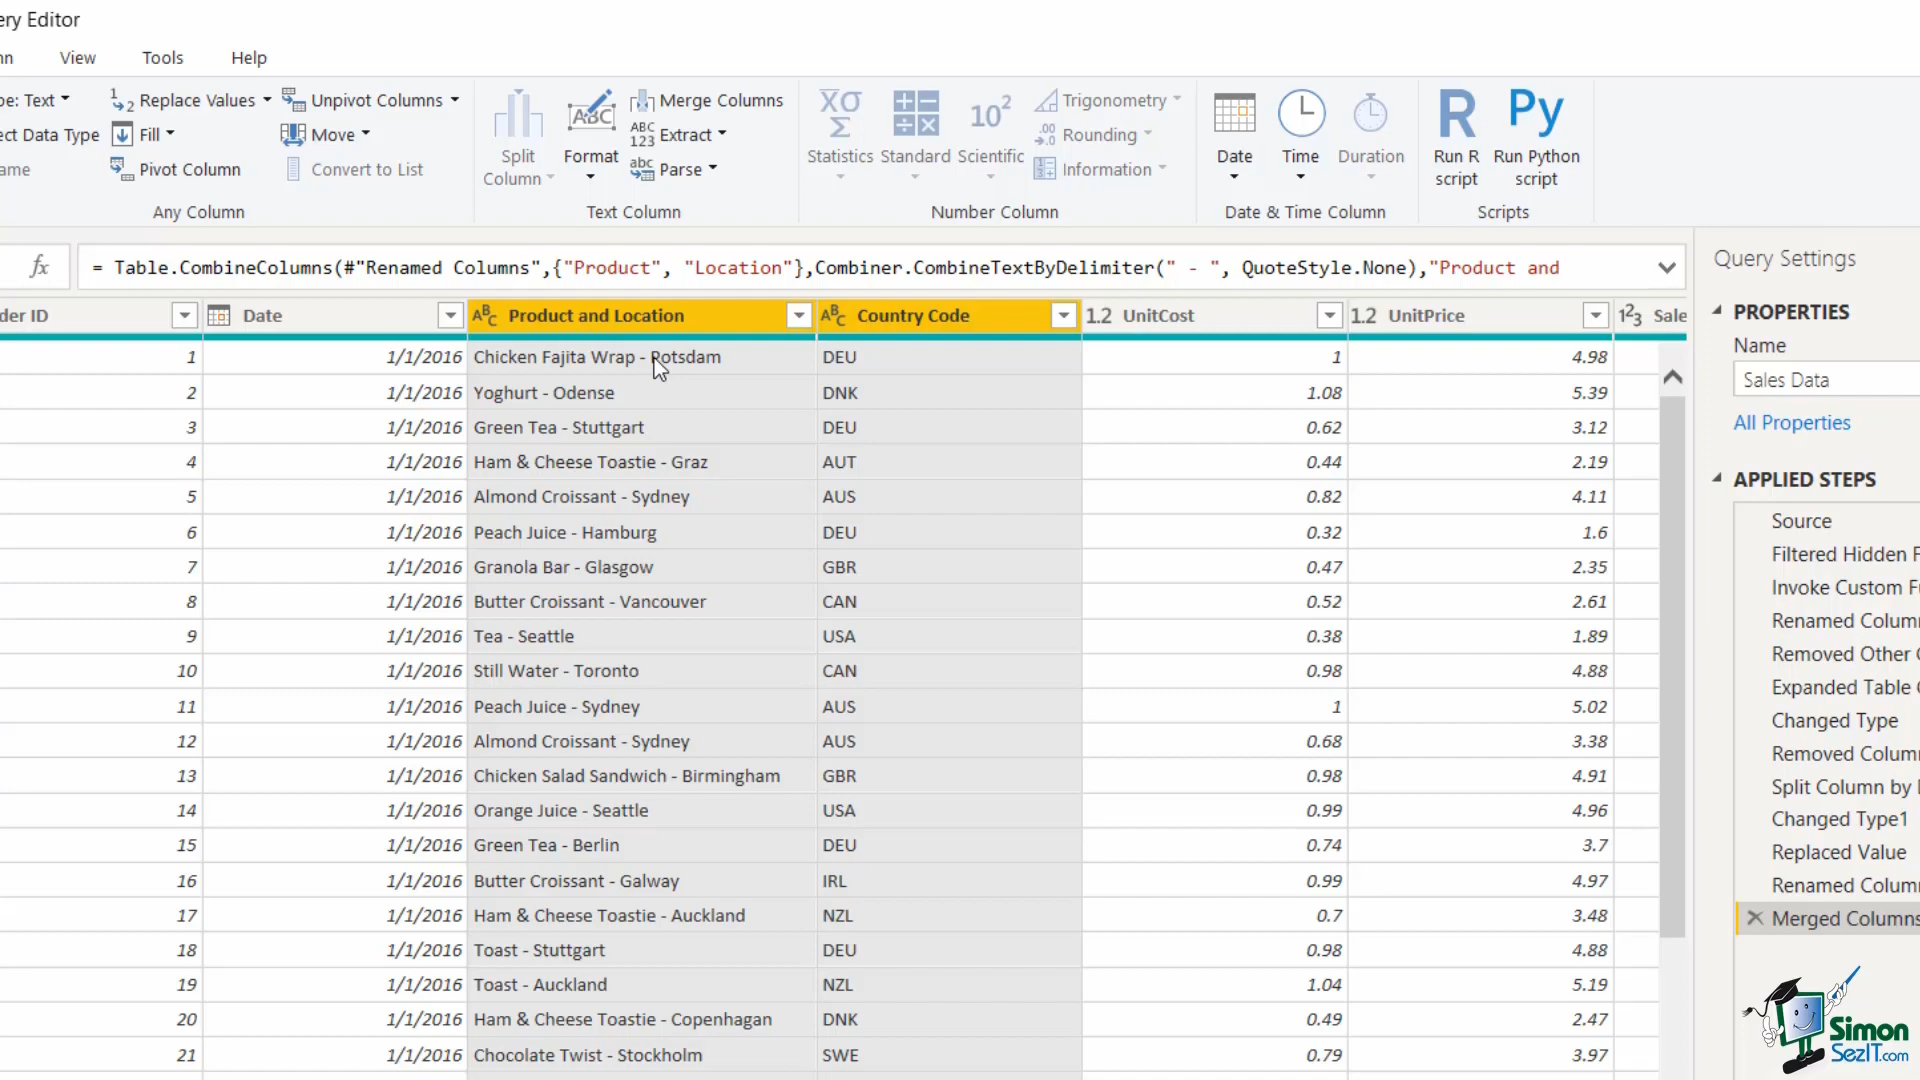 ery Editor
mn View Tools Help
pe: Text Replace Values Unpivot Columns Merge Columns Trigonometry
ect Data Type Fill Move Split Column Format Extract Statistics Standard Scientific Rounding Date Time Duration Run R script Run Python script
ame Pivot Column Convert to List Parse Information
Any Column Text Column Number Column Date & Time Column Scripts
fx = Table.CombineColumns(#"Renamed Columns",{"Product", "Location"},Combiner.CombineTextByDelimiter(" - ", QuoteStyle.None),"Product and
der ID Date ABC Product and Location ABC Country Code 1.2 UnitCost 1.2 UnitPrice 123 Sale
1 1/1/2016 Chicken Fajita Wrap - Potsdam DEU 1 4.98
2 1/1/2016 Yoghurt - Odense DNK 1.08 5.39
3 1/1/2016 Green Tea - Stuttgart DEU 0.62 3.12
4 1/1/2016 Ham & Cheese Toastie - Graz AUT 0.44 2.19
5 1/1/2016 Almond Croissant - Sydney AUS 0.82 4.11
6 1/1/2016 Peach Juice - Hamburg DEU 0.32 1.6
7 1/1/2016 Granola Bar - Glasgow GBR 0.47 2.35
8 1/1/2016 Butter Croissant - Vancouver CAN 0.52 2.61
9 1/1/2016 Tea - Seattle USA 0.38 1.89
10 1/1/2016 Still Water - Toronto CAN 0.98 4.88
11 1/1/2016 Peach Juice - Sydney AUS 1 5.02
12 1/1/2016 Almond Croissant - Sydney AUS 0.68 3.38
13 1/1/2016 Chicken Salad Sandwich - Birmingham GBR 0.98 4.91
14 1/1/2016 Orange Juice - Seattle USA 0.99 4.96
15 1/1/2016 Green Tea - Berlin DEU 0.74 3.7
16 1/1/2016 Butter Croissant - Galway IRL 0.99 4.97
17 1/1/2016 Ham & Cheese Toastie - Auckland NZL 0.7 3.48
18 1/1/2016 Toast - Stuttgart DEU 0.98 4.88
19 1/1/2016 Toast - Auckland NZL 1.04 5.19
20 1/1/2016 Ham & Cheese Toastie - Copenhagan DNK 0.49 2.47
21 1/1/2016 Chocolate Twist - Stockholm SWE 0.79 3.97
Query Settings
PROPERTIES
Name
Sales Data
All Properties
APPLIED STEPS
Source
Filtered Hidden F
Invoke Custom Fu
Renamed Column
Removed Other C
Expanded Table C
Changed Type
Removed Column
Split Column by
Changed Type1
Replaced Value
Renamed Column
Merged Columns
Simon
SezIT.com